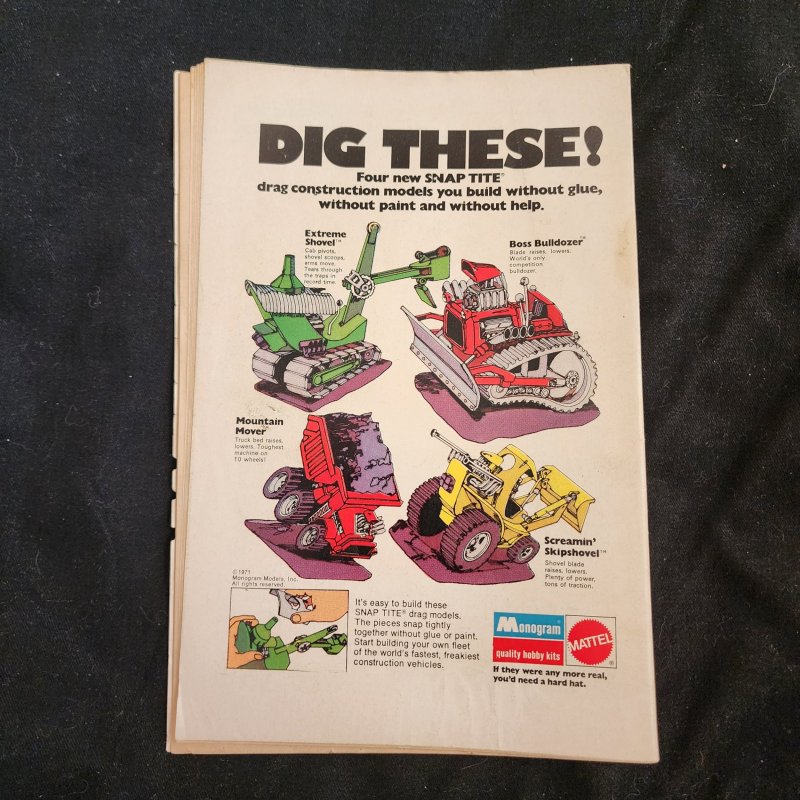 DIG THESE!
Four new SNAP TITE®
drag construction models you build without glue,
without paint and without help.
Extreme
Shovel™
Cab pivots,
shovel scoops,
arms move.
Tears through
the traps in
record time.
Boss Bulldozer™
Blade raises, lowers.
World's only
competition
bulldozer.
Mountain
Mover™
Truck bed raises,
lowers. Toughest
machine on
10 wheels!
Screamin'
Skipshovel™
Shovel blade
raises, lowers.
Plenty of power,
tons of traction.
©1971
Monogram Models, Inc.
All rights reserved.
It's easy to build these
SNAP TITE® drag models.
The pieces snap tightly
together without glue or paint.
Start building your own fleet
of the world's fastest, freakiest
construction vehicles.
Monogram
quality hobby kits
MATTEL
®
If they were any more real,
you'd need a hard hat.